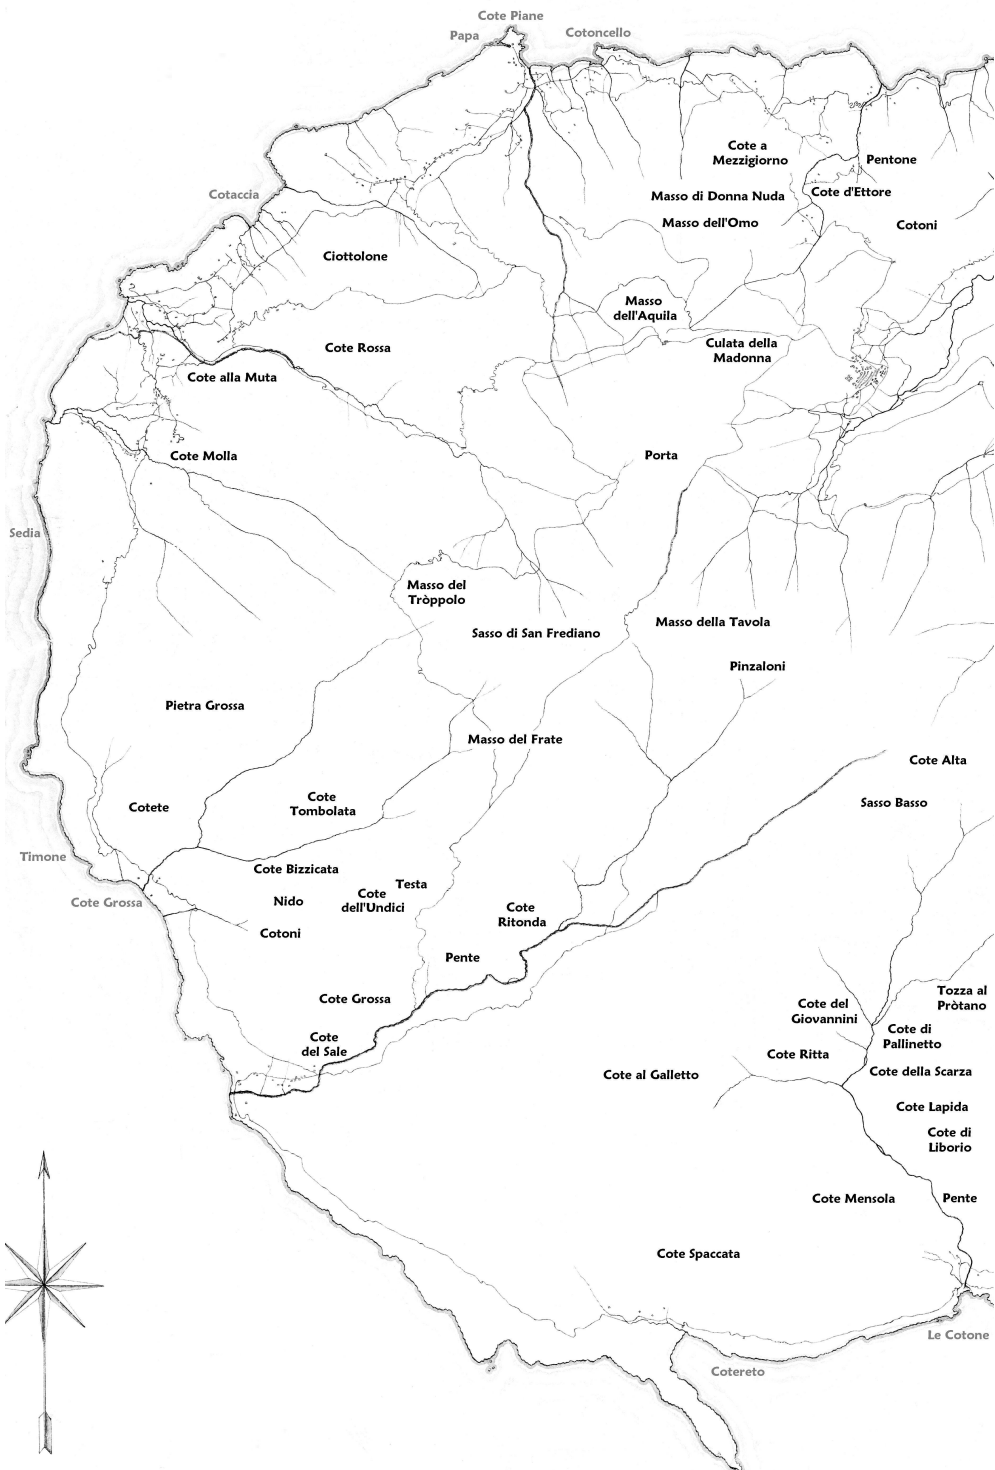 Cote Piane
Papa
Cotoncello
Cote a
Mezzigiorno
Pentone
Cotaccia
Masso di Donna Nuda
Cote d'Ettore
Masso dell'Omo
Cotoni
Ciottolone
Masso
dell'Aquila
Cote Rossa
Culata della
Madonna
Cote alla Muta
Cote Molla
Porta
Sedia
Masso del
Tròppolo
Sasso di San Frediano
Masso della Tavola
Pinzaloni
Pietra Grossa
Masso del Frate
Cote Alta
Cotete
Cote
Tombolata
Sasso Basso
Timone
Cote Bizzicata
Cote Grossa
Nido
Cote
dell'Undici
Testa
Cote
Ritonda
Cotoni
Pente
Cote Grossa
Cote del
Giovannini
Tozza al
Pròtano
Cote
del Sale
Cote di
Pallinetto
Cote Ritta
Cote al Galletto
Cote della Scarza
Cote Lapida
Cote di
Liborio
Cote Mensola
Pente
Cote Spaccata
Le Cotone
Cotereto